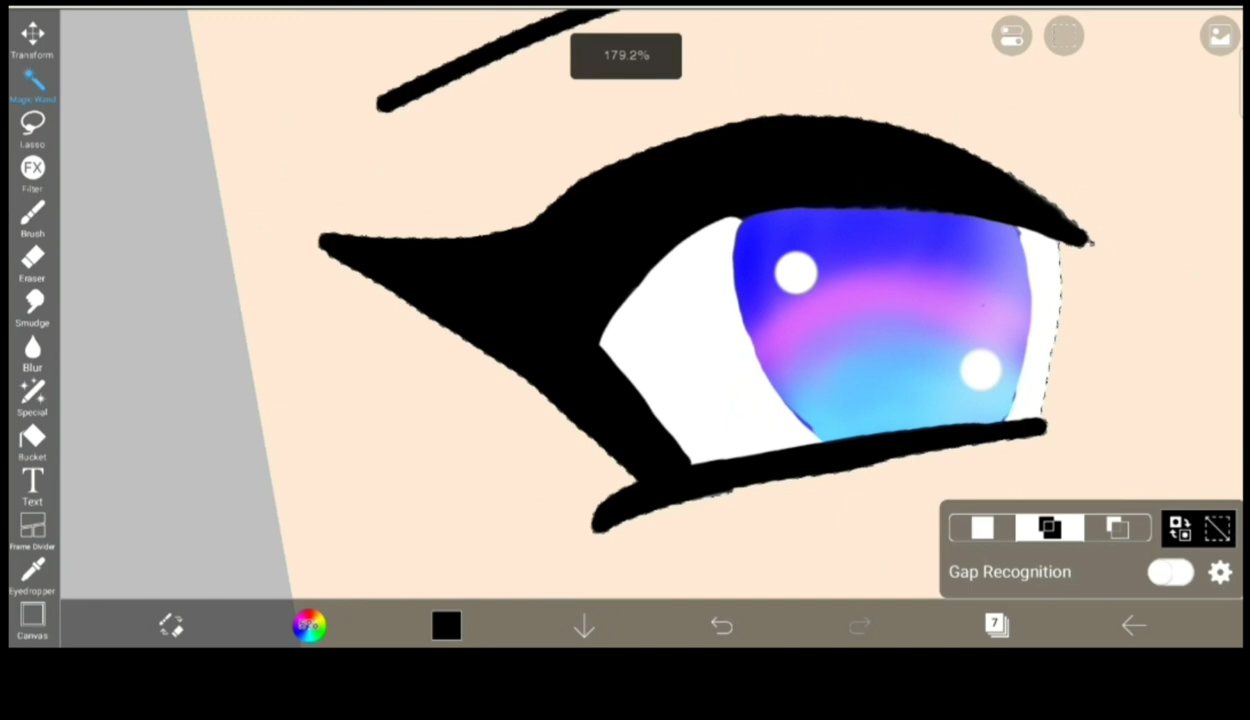 Transform
179.2%
Magic Wand
Lasso
FX
Filter
Brush
Eraser
Smudge
Blur
Special
Bucket
T
Text
Frame Divider
Eyedropper
Canvas
Gap Recognition
7